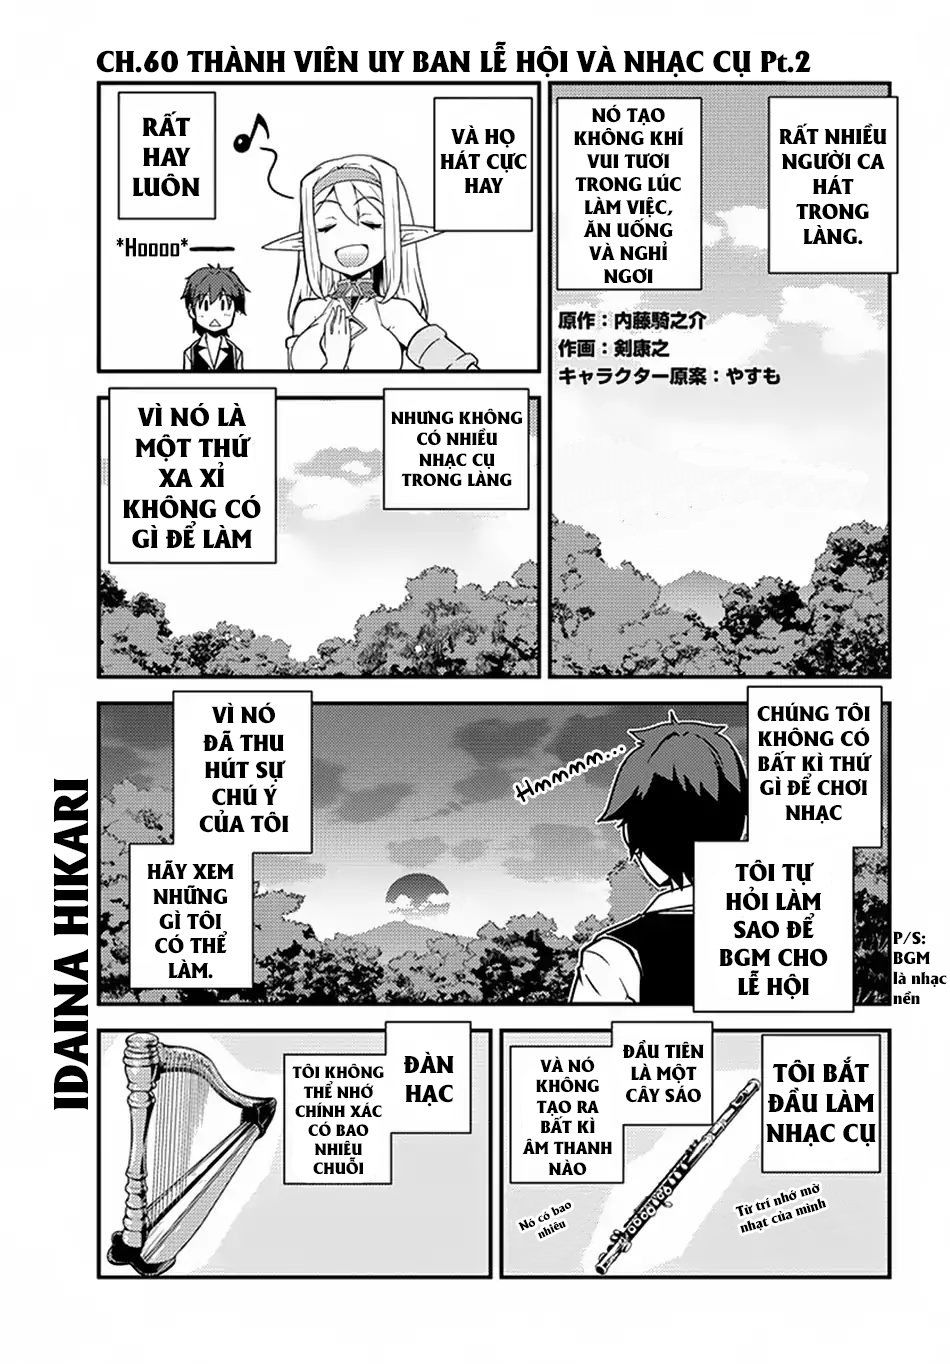 CH.60 THÀNH VIÊN UY BAN LỄ HỘI VÀ NHẠC CỤ Pt.2
RẤT NHIỀU
NGƯỜI CA
HÁT
TRONG
LÀNG.
NÓ TẠO
KHÔNG KHÍ
VUI TƯƠI
TRONG LÚC
LÀM VIỆC,
ĂN UỐNG
VÀ NGHỈ
NGƠI
原作：内藤騎之介
作画：剣康之
キャラクター原案：やすも
VÀ HỌ
HÁT CỰC
HAY
RẤT
HAY
LUÔN
*Hoooo*
NHƯNG KHÔNG
CÓ NHIỀU
NHẠC CỤ
TRONG LÀNG
VÌ NÓ LÀ
MỘT THỨ
XA XỈ
KHÔNG CÓ
GÌ ĐỂ LÀM
CHÚNG TÔI
KHÔNG CÓ
BẤT KÌ THỨ
GÌ ĐỂ CHƠI
NHẠC
TÔI TỰ
HỎI LÀM
SAO ĐỂ
BGM CHO
LỄ HỘI
P/S:
BGM
là nhạc
nền
Hmmmm...
VÌ NÓ
ĐÃ THU
HÚT SỰ
CHÚ Ý
CỦA TÔI
HÃY XEM
NHỮNG
GÌ TÔI
CÓ THỂ
LÀM.
IDAINA HIKARI
TÔI BẮT
ĐẦU LÀM
NHẠC CỤ
ĐẦU TIÊN
LÀ MỘT
CÂY SÁO
VÀ NÓ
KHÔNG
TẠO RA
BẤT KÌ
ÂM THANH
NÀO
Từ trí nhớ mờ
nhạt của mình
Nó có bao
nhiêu
ĐÀN
HẠC
TÔI KHÔNG
THỂ NHỚ
CHÍNH XÁC
CÓ BAO
NHIÊU
CHUỖI